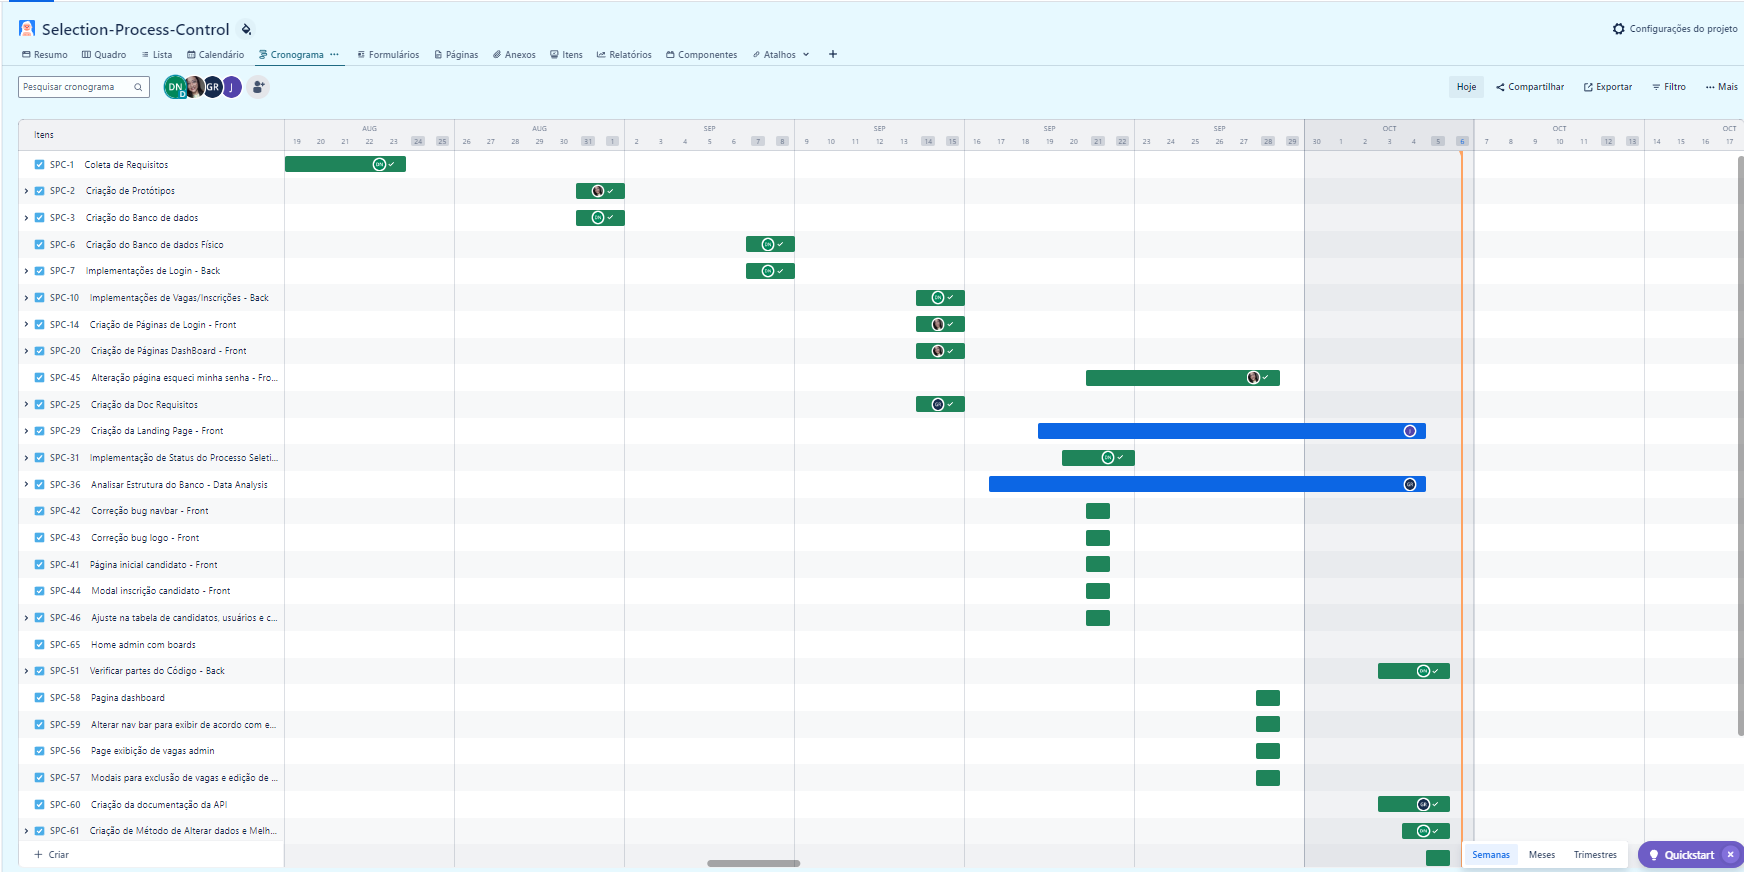 Selection-Process-Control
Configurações do projeto
Resumo Quadro Lista Calendário Cronograma Formulários Páginas Anexos Itens Relatórios Componentes Atalhos
Pesquisar cronograma DN D GR J Hoje Compartilhar Exportar Filtro Mais
Itens
AUG AUG SEP SEP SEP SEP OCT OCT OCT
19 20 21 22 23 24 25 26 27 28 29 30 31 1 2 3 4 5 6 7 8 9 10 11 12 13 14 15 16 17 18 19 20 21 22 23 24 25 26 27 28 29 30 1 2 3 4 5 6 7 8 9 10 11 12 13 14 15 16 17
SPC-1 Coleta de Requisitos DN
SPC-2 Criação de Protótipos
SPC-3 Criação do Banco de dados DN
SPC-6 Criação do Banco de dados Físico DN
SPC-7 Implementações de Login - Back DN
SPC-10 Implementações de Vagas/Inscrições - Back DN
SPC-14 Criação de Páginas de Login - Front
SPC-20 Criação de Páginas DashBoard - Front
SPC-45 Alteração página esqueci minha senha - Fro...
SPC-25 Criação da Doc Requisitos GR
SPC-29 Criação da Landing Page - Front J
SPC-31 Implementação de Status do Processo Seleti... DN
SPC-36 Analisar Estrutura do Banco - Data Analysis GR
SPC-42 Correção bug navbar - Front
SPC-43 Correção bug logo - Front
SPC-41 Página inicial candidato - Front
SPC-44 Modal inscrição candidato - Front
SPC-46 Ajuste na tabela de candidatos, usuários e c...
SPC-65 Home admin com boards
SPC-51 Verificar partes do Código - Back DN
SPC-58 Pagina dashboard
SPC-59 Alterar nav bar para exibir de acordo com e...
SPC-56 Page exibição de vagas admin
SPC-57 Modais para exclusão de vagas e edição de ...
SPC-60 Criação da documentação da API GR
SPC-61 Criação de Método de Alterar dados e Melh... DN
Criar
Semanas Meses Trimestres Quickstart